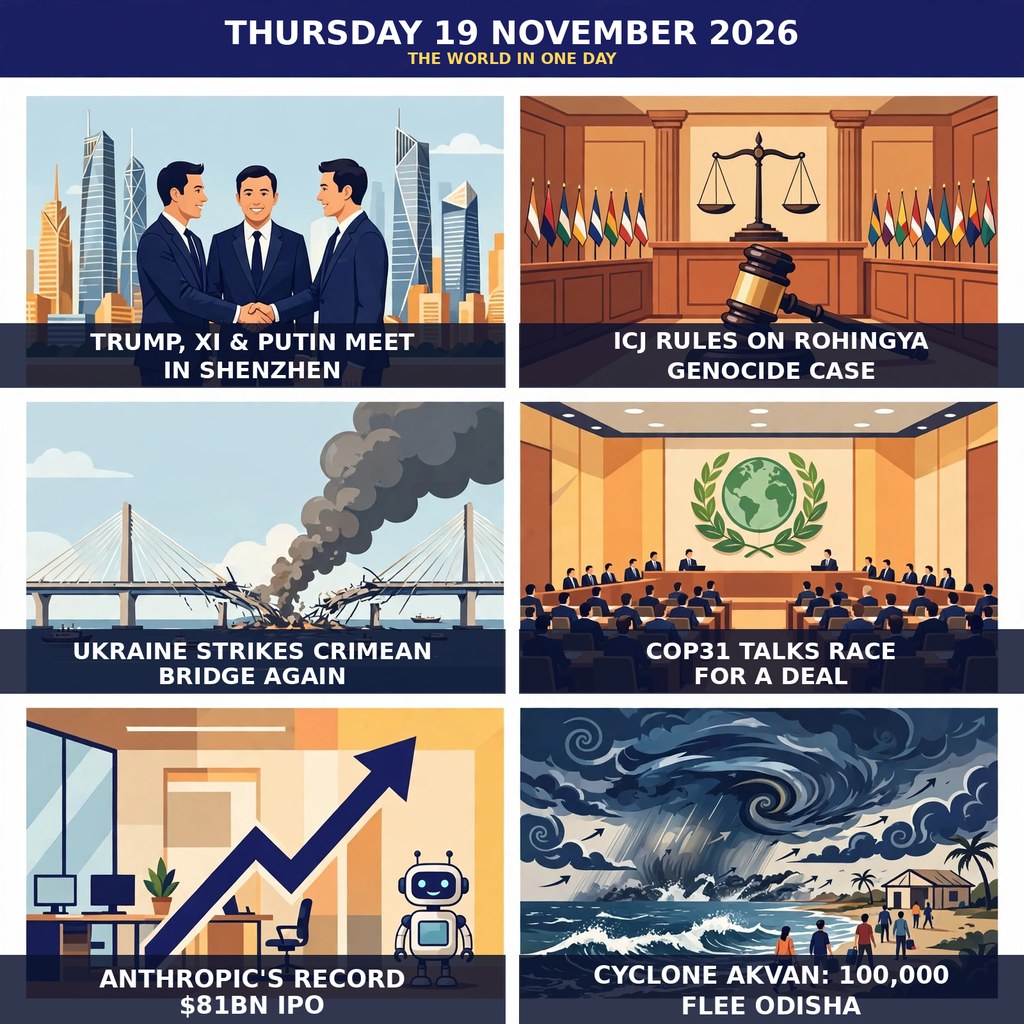 THURSDAY 19 NOVEMBER 2026
THE WORLD IN ONE DAY
TRUMP, XI & PUTIN MEET
IN SHENZHEN
ICJ RULES ON ROHINGYA
GENOCIDE CASE
UKRAINE STRIKES CRIMEAN
BRIDGE AGAIN
COP31 TALKS RACE
FOR A DEAL
ANTHROPIC'S RECORD
$81BN IPO
CYCLONE AKVAN: 100,000
FLEE ODISHA